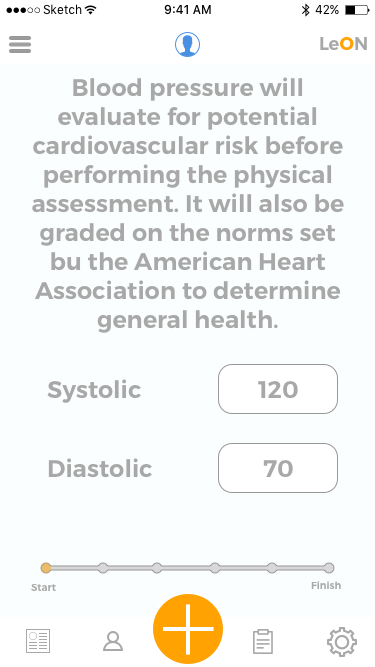 Sketch 9:41 AM 42%
LeON
Blood pressure will
evaluate for potential
cardiovascular risk before
performing the physical
assessment. It will also be
graded on the norms set
bu the American Heart
Association to determine
general health.
Systolic 120
Diastolic 70
Start Finish